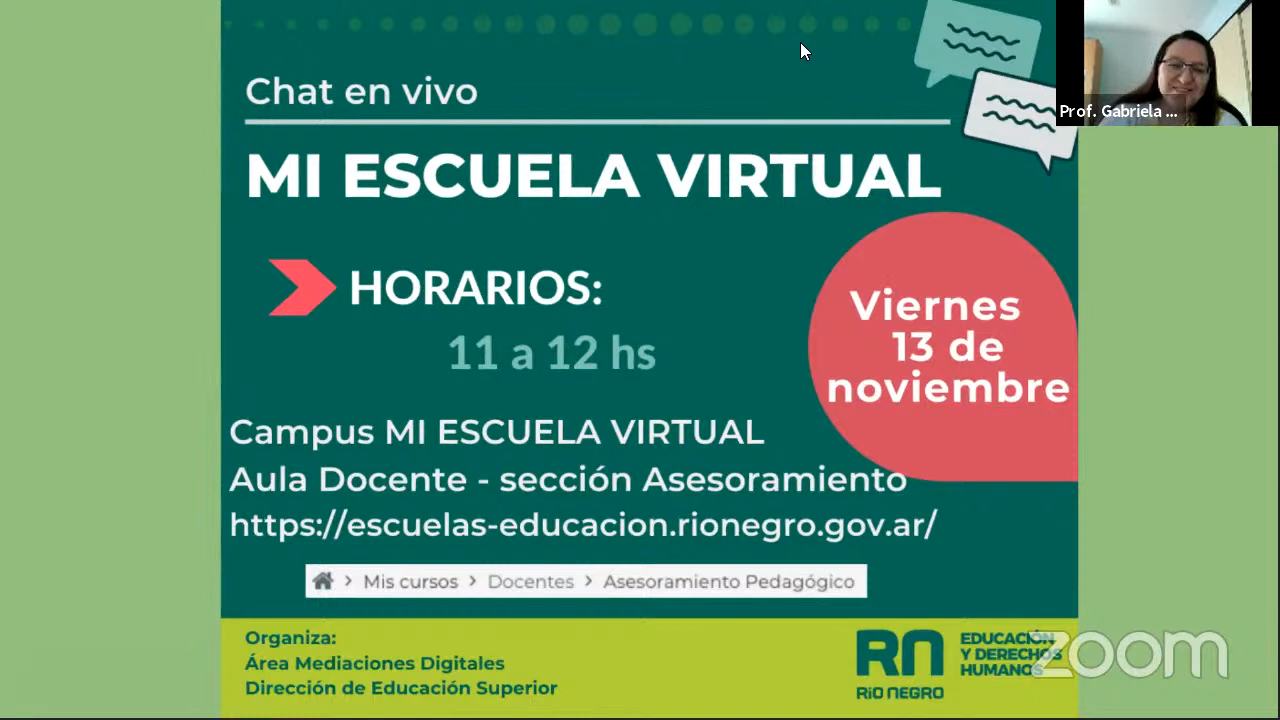 Chat en vivo
Prof. Gabriela ...
MI ESCUELA VIRTUAL
HORARIOS:
11 a 12 hs
Viernes
13 de
noviembre
Campus MI ESCUELA VIRTUAL
Aula Docente - sección Asesoramiento
https://escuelas-educacion.rionegro.gov.ar/
Mis cursos > Docentes > Asesoramiento Pedagógico
Organiza:
Área Mediaciones Digitales
Dirección de Educación Superior
RN
RÍO NEGRO
EDUCACIÓN
Y DERECHOS
HUMANOS
zoom